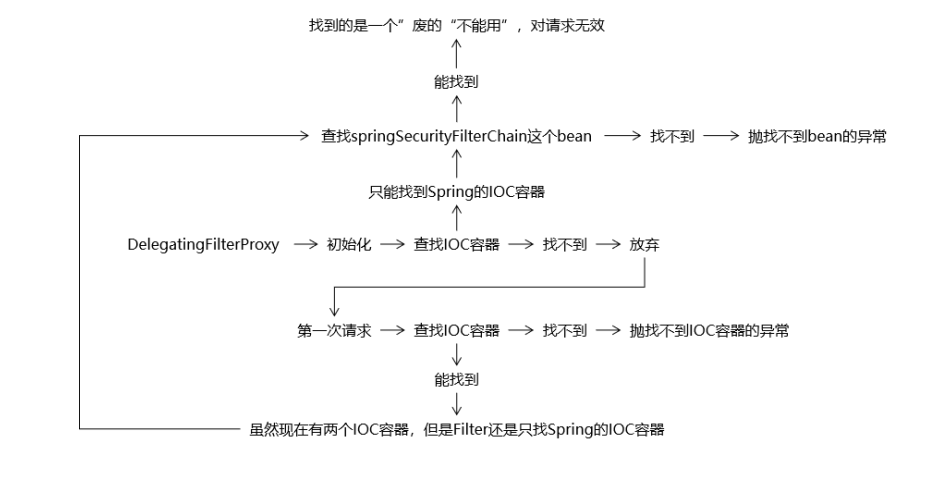 找到的是一个”废的“不能用”，对请求无效
能找到
查找springSecurityFilterChain这个bean 找不到 抛找不到bean的异常
只能找到Spring的IOC容器
DelegatingFilterProxy 初始化 查找IOC容器 找不到 放弃
第一次请求 查找IOC容器 找不到 抛找不到IOC容器的异常
能找到
虽然现在有两个IOC容器，但是Filter还是只找Spring的IOC容器